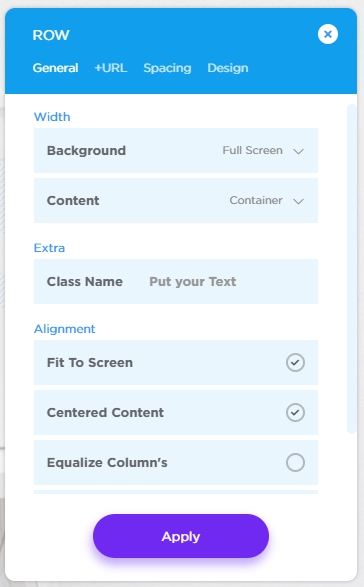 ROW
General +URL Spacing Design
Width
Background Full Screen
Content Container
Extra
Class Name Put your Text
Alignment
Fit To Screen
Centered Content
Equalize Column's
Apply